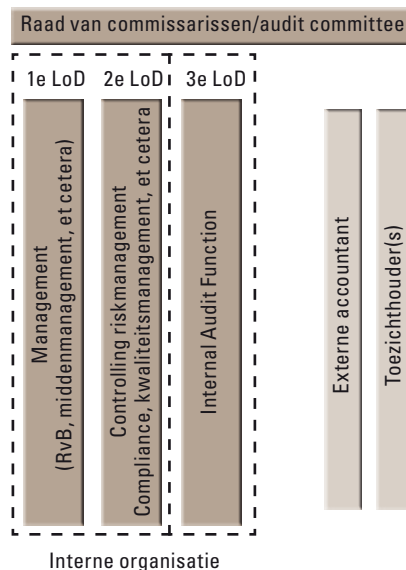 Raad van commissarissen/audit committee
1e LoD
2e LoD
3e LoD
Management
(RvB, middenmanagement, et cetera)
Controlling riskmanagement
Compliance, kwaliteitsmanagement, et cetera
Internal Audit Function
Externe accountant
Toezichthouder(s)
Interne organisatie